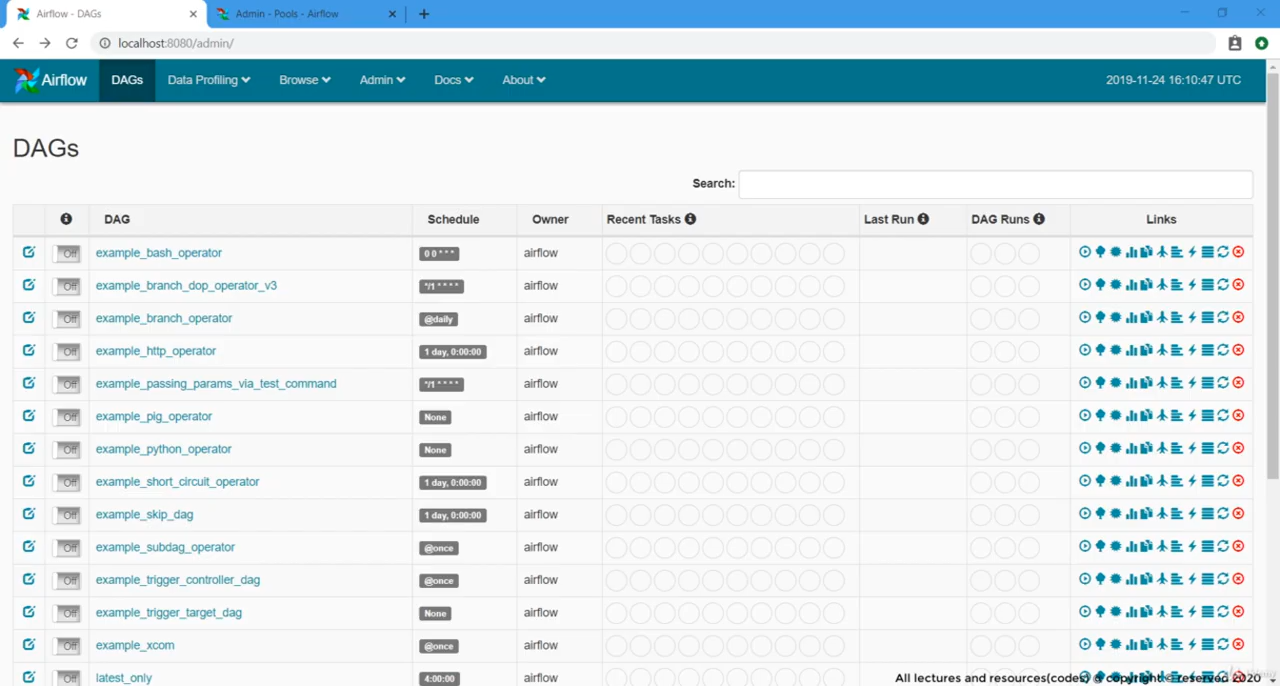 Airflow - DAGs
Admin - Pools - Airflow
localhost:8080/admin/
Airflow DAGs Data Profiling Browse Admin Docs About 2019-11-24 16:10:47 UTC
DAGs
Search:
DAG Schedule Owner Recent Tasks Last Run DAG Runs Links
Off example_bash_operator 0 0 * * * airflow
Off example_branch_dop_operator_v3 */1 * * * * airflow
Off example_branch_operator @daily airflow
Off example_http_operator 1 day, 0:00:00 airflow
Off example_passing_params_via_test_command */1 * * * * airflow
Off example_pig_operator None airflow
Off example_python_operator None airflow
Off example_short_circuit_operator 1 day, 0:00:00 airflow
Off example_skip_dag 1 day, 0:00:00 airflow
Off example_subdag_operator @once airflow
Off example_trigger_controller_dag @once airflow
Off example_trigger_target_dag None airflow
Off example_xcom @once airflow
Off latest_only 4:00:00 airflow
All lectures and resources(codes) @ copyright @ reserved 2020